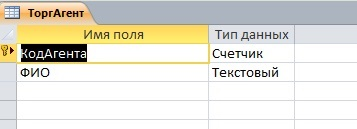 ТоргАгент
Имя поля Тип данных
КодАгента Счетчик
ФИО Текстовый